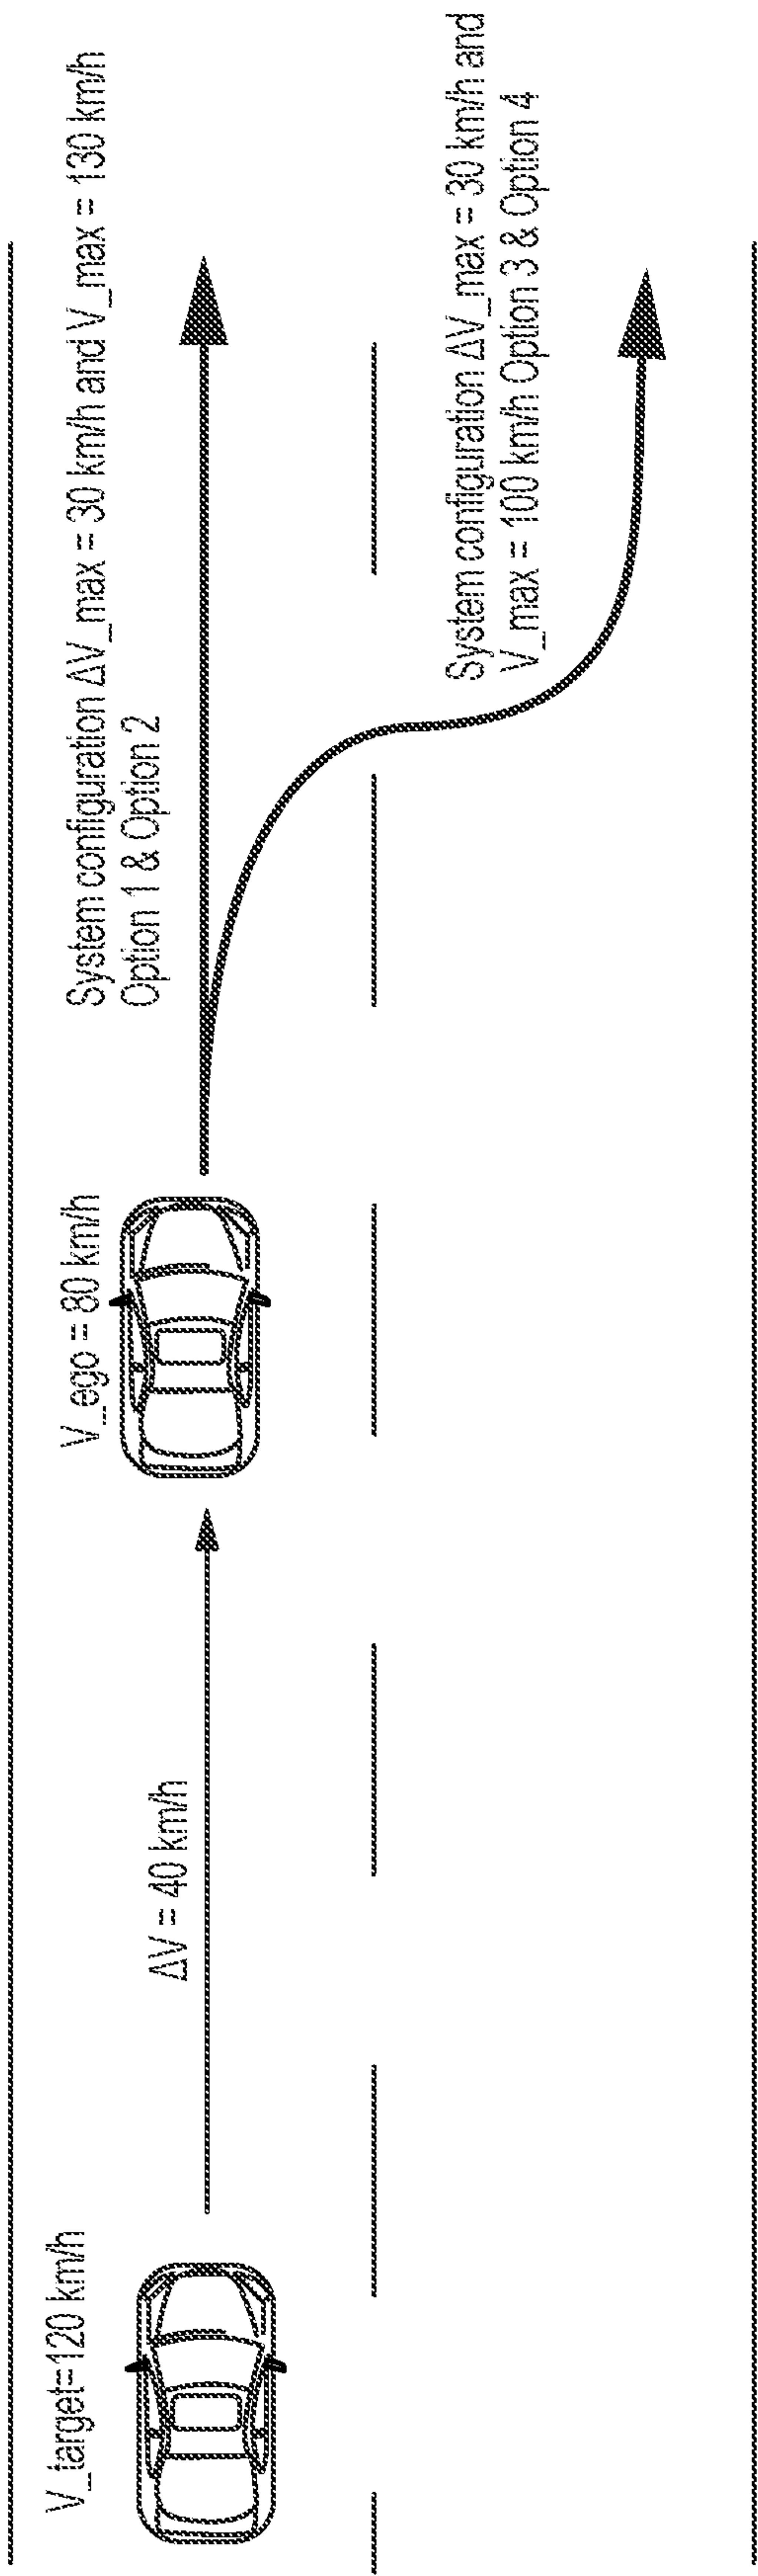 System configuration ΔV_max = 30 km/h and V_max = 130 km/h
Option 1 & Option 2
V_target=120 km/h
ΔV = 40 km/h
V_ego = 80 km/h
System configuration ΔV_max = 30 km/h and
V_max = 100 km/h Option 3 & Option 4